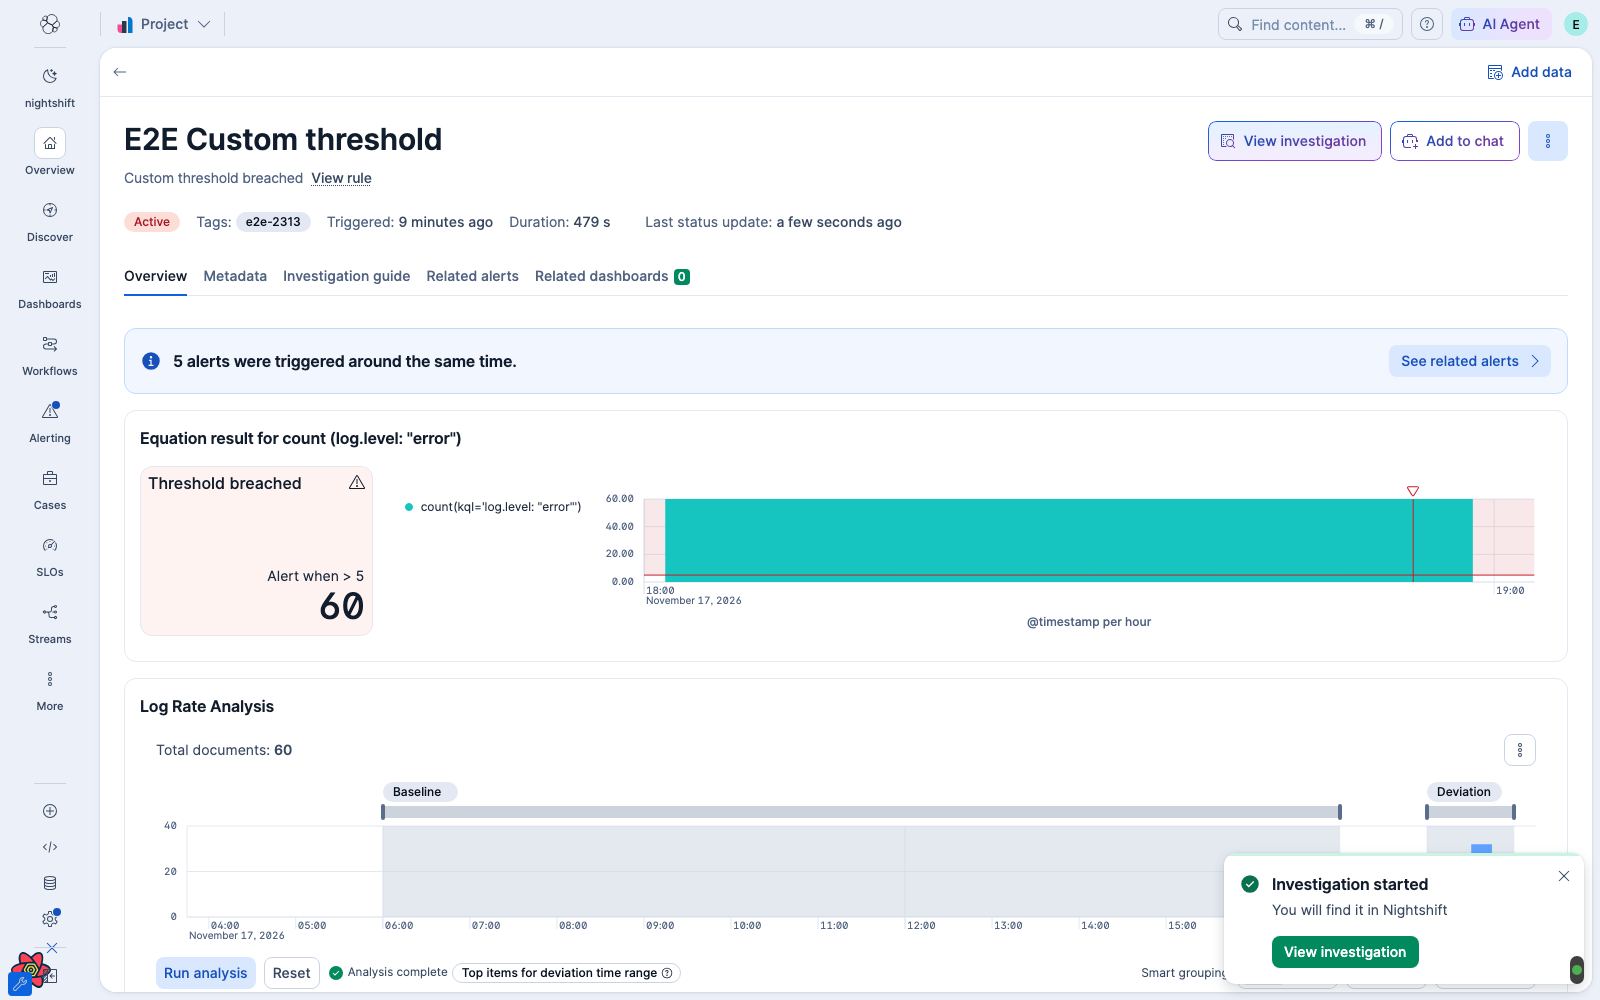 Project
Find content...
⌘ /
AI Agent
E
nightshift
Overview
Discover
Dashboards
Workflows
Alerting
Cases
SLOs
Streams
More
Add data
E2E Custom threshold
View investigation
Add to chat
Custom threshold breached View rule
Active Tags: e2e-2313 Triggered: 9 minutes ago Duration: 479 s Last status update: a few seconds ago
Overview Metadata Investigation guide Related alerts Related dashboards 0
5 alerts were triggered around the same time.
See related alerts
Equation result for count (log.level: "error")
Threshold breached
Alert when > 5
60
count(kql='log.level: "error"')
60.00
40.00
20.00
0.00
18:00
19:00
November 17, 2026
@timestamp per hour
Log Rate Analysis
Total documents: 60
Baseline
Deviation
40
20
0
04:00 05:00 06:00 07:00 08:00 09:00 10:00 11:00 12:00 13:00 14:00 15:00
November 17, 2026
Run analysis Reset Analysis complete Top items for deviation time range Smart grouping
Investigation started
You will find it in Nightshift
View investigation